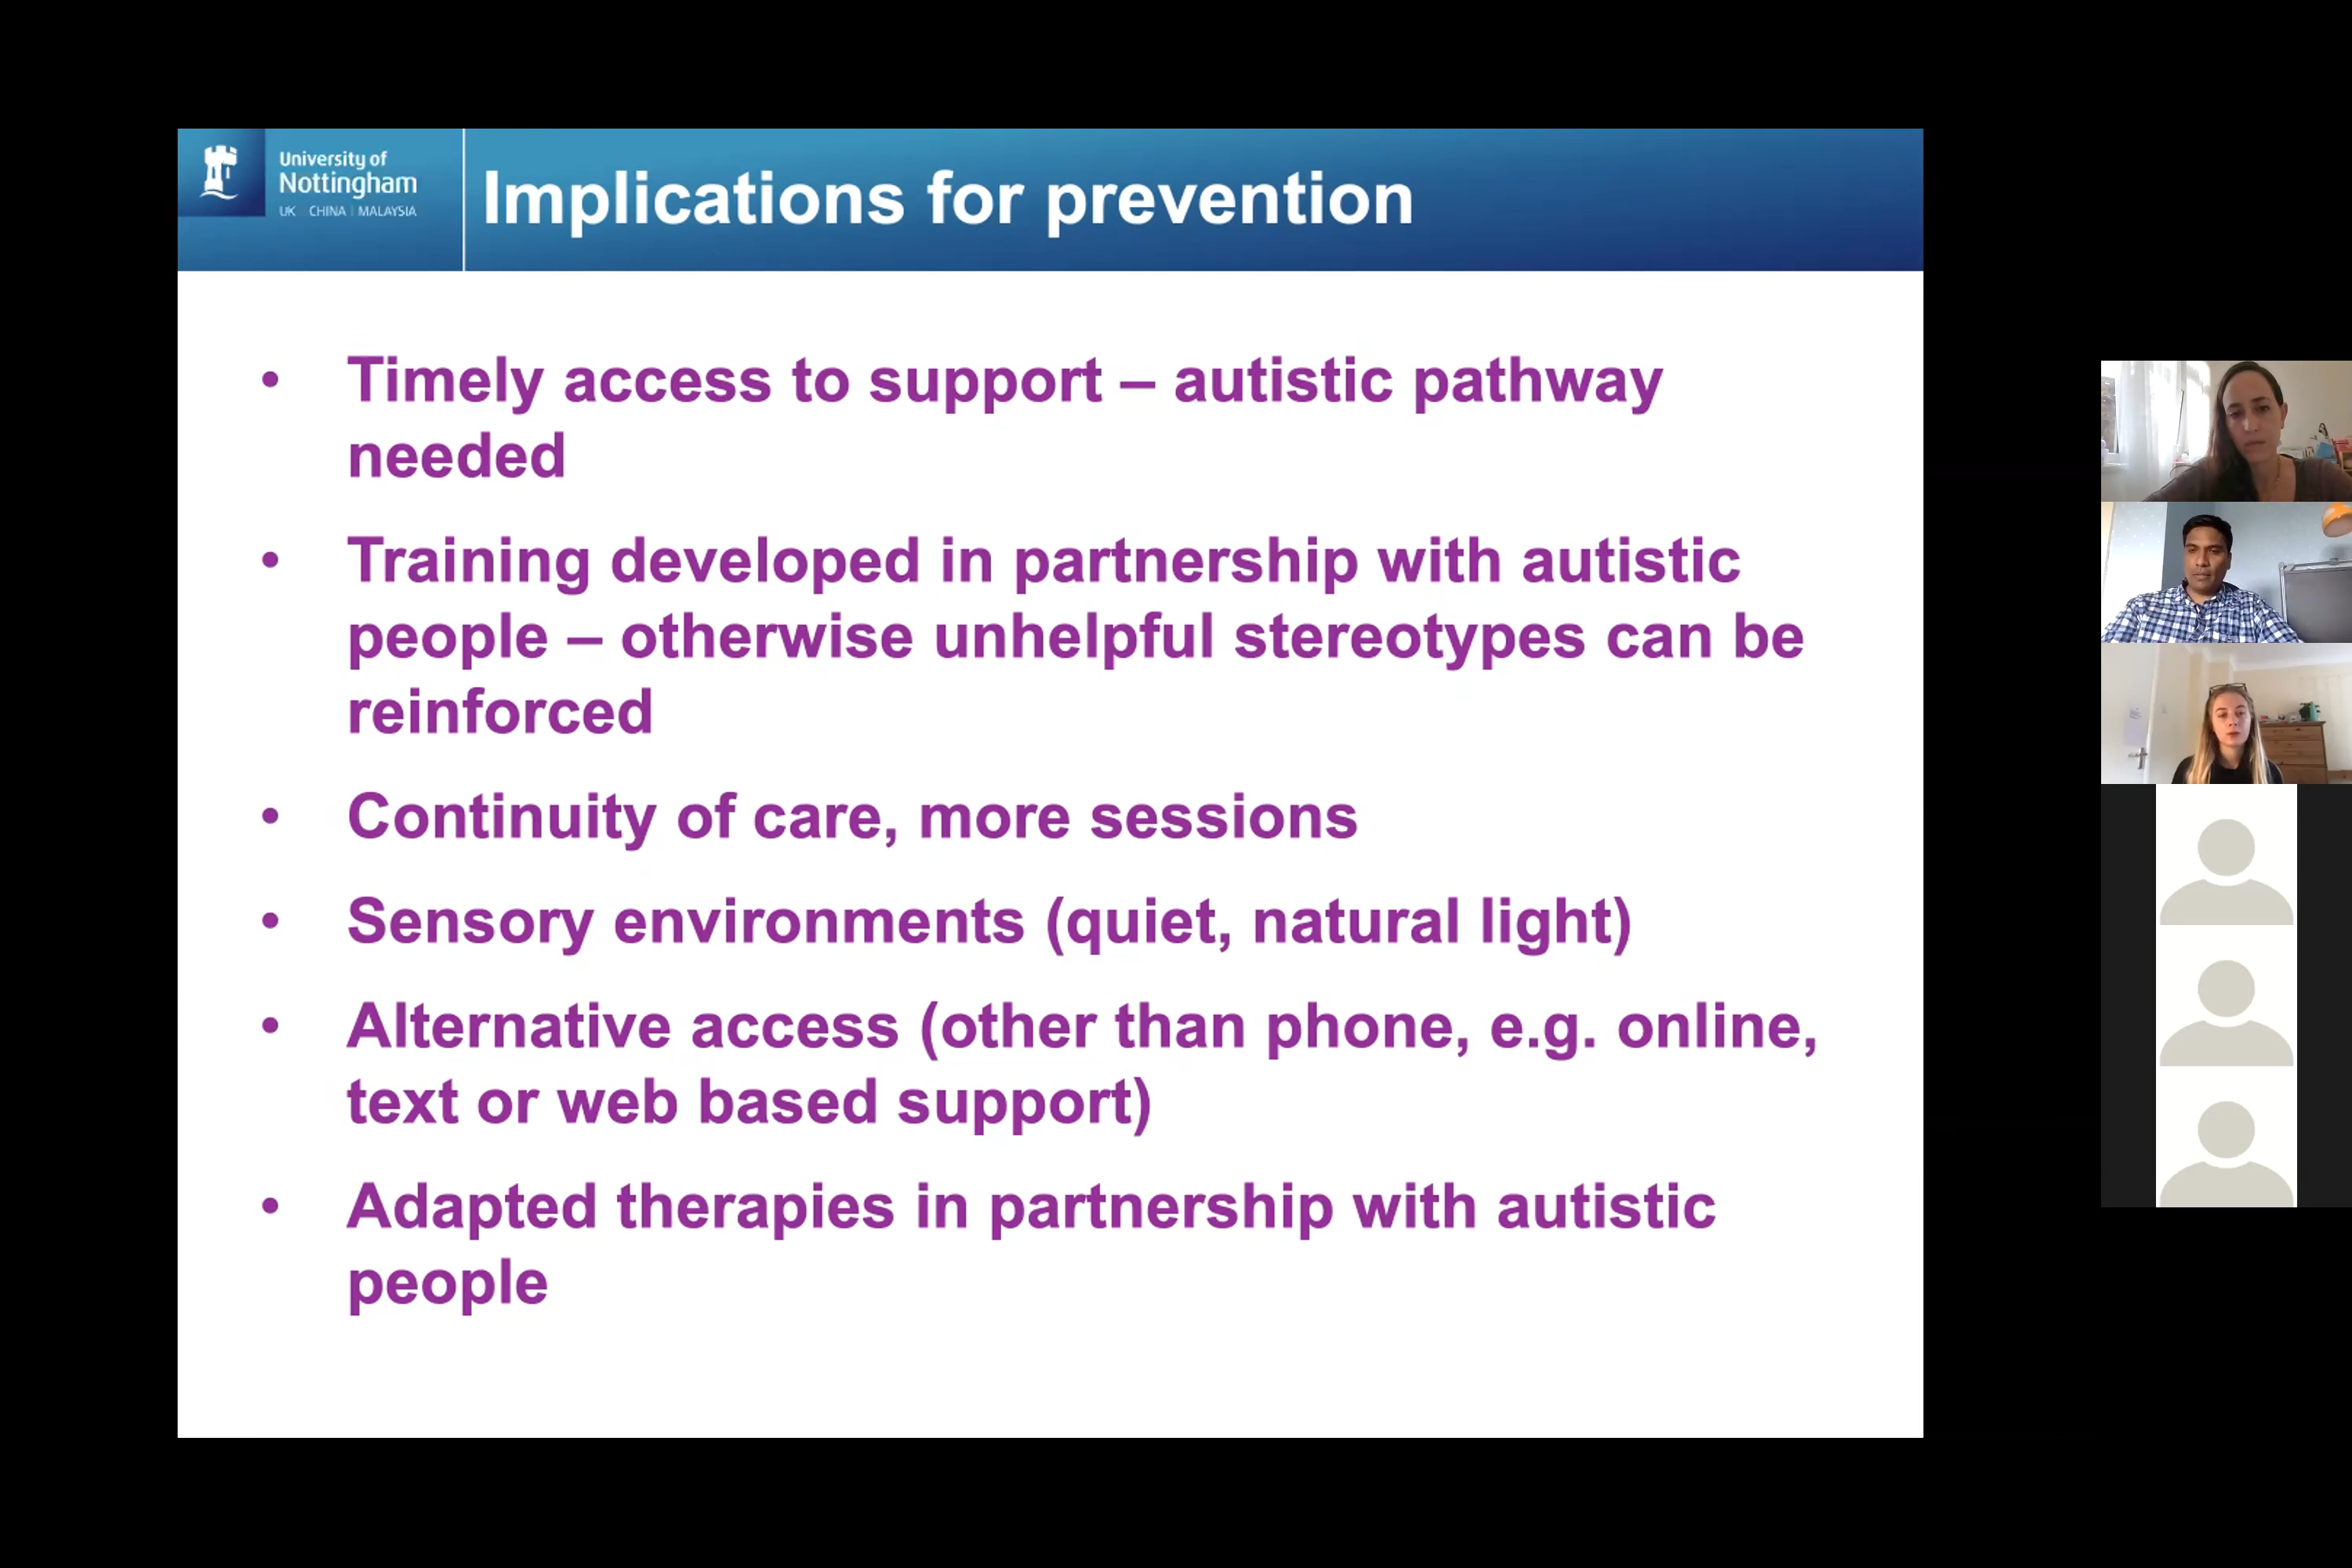 University of
Nottingham
UK CHINA | MALAYSIA
Implications for prevention
• Timely access to support – autistic pathway
needed
• Training developed in partnership with autistic
people – otherwise unhelpful stereotypes can be
reinforced
• Continuity of care, more sessions
• Sensory environments (quiet, natural light)
• Alternative access (other than phone, e.g. online,
text or web based support)
• Adapted therapies in partnership with autistic
people